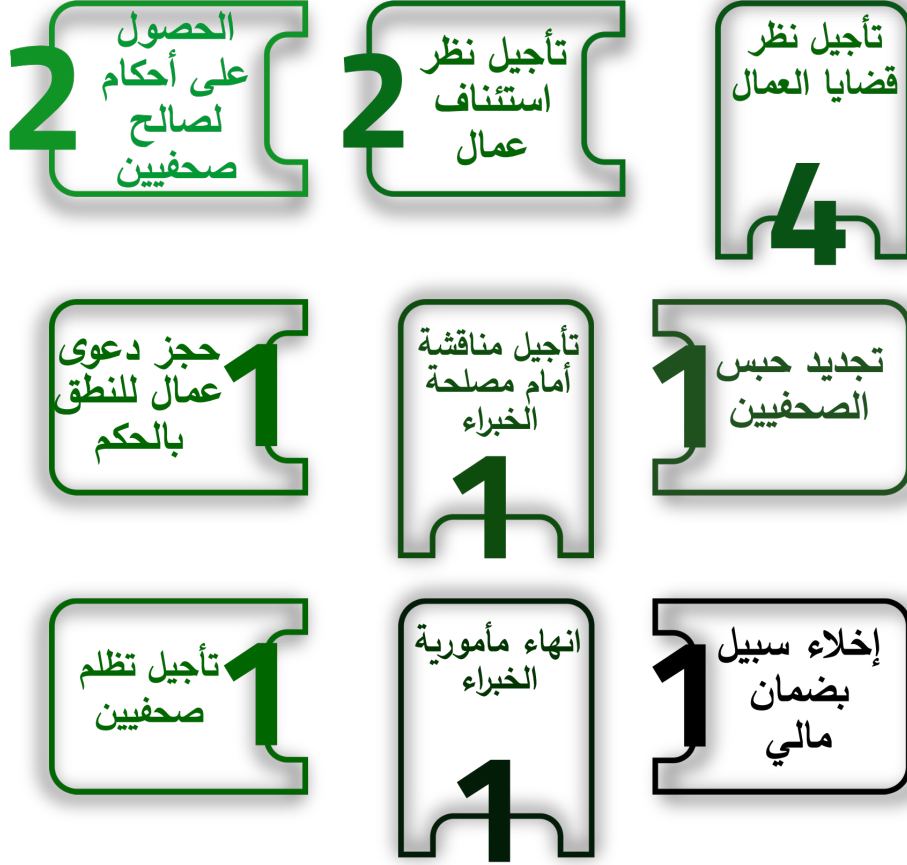 تأجيل نظر
قضايا العمال
4
تأجيل نظر
استئناف
عمال
2
الحصول
على أحكام
لصالح
صحفيين
2
تجديد حبس
الصحفيين
1
تأجيل مناقشة
أمام مصلحة
الخبراء
1
حجز دعوى
عمال للنطق
بالحكم
1
إخلاء سبيل
بضمان
مالي
1
انهاء مأمورية
الخبراء
1
تأجيل تظلم
صحفيين
1